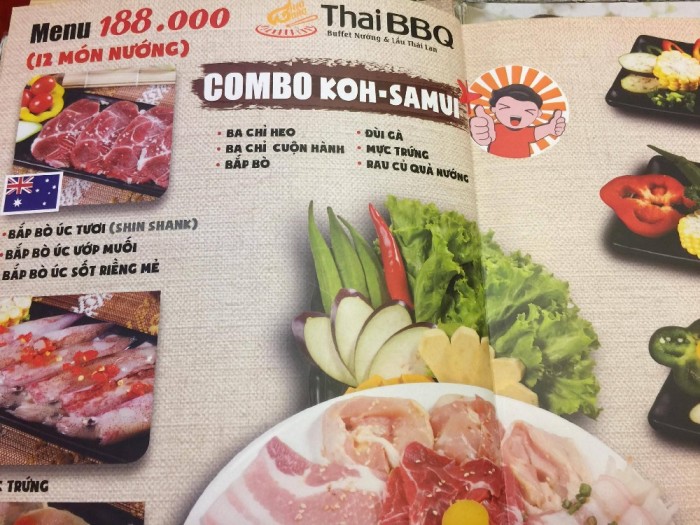 Menu 188.000
(12 MÓN NƯỚNG)
Thai BBQ
Buffet Nướng & Lẩu Thái Lan
COMBO KOH-SAMUI
• BA CHỈ HEO
• BA CHỈ CUỘN HÀNH
• BẮP BÒ
• ĐÙI GÀ
• MỰC TRỨNG
• RAU CỦ QUẢ NƯỚNG
• BẮP BÒ ÚC TƯƠI (SHIN SHANK)
• BẮP BÒ ÚC ƯỚP MUỐI
BẮP BÒ ÚC SỐT RIỀNG MẺ
TRỨNG